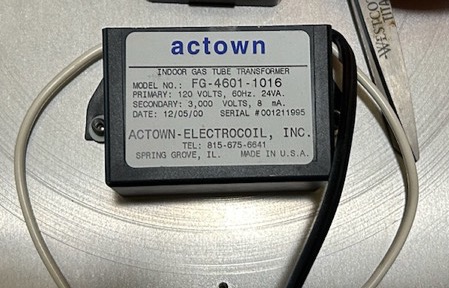 actown
INDOOR GAS TUBE TRANSFORMER
MODEL NO.: FG-4601-1016
PRIMARY: 120 VOLTS, 60Hz. 24VA.
SECONDARY: 3,000 VOLTS, 8 mA.
DATE: 12/05/00 SERIAL #001211995
ACTOWN-ELECTROCOIL, INC.
TEL: 815-675-6641
SPRING GROVE, IL. MADE IN U.S.A.